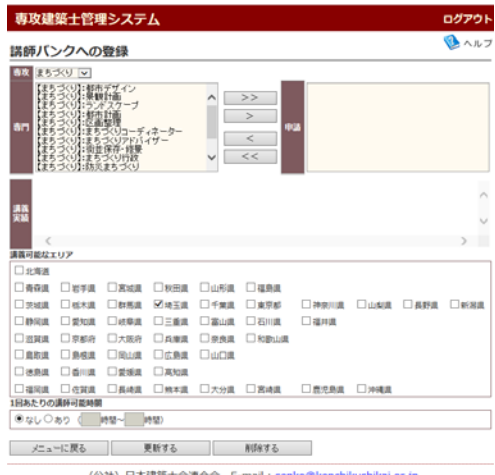 専攻建築士管理システム ログアウト
講師バンクへの登録 ヘルプ
専攻 まちづくり
専門
【まちづくり】:都市デザイン
【まちづくり】:景観計画
【まちづくり】:ランドスケープ
【まちづくり】:都市計画
【まちづくり】:区画整理
【まちづくり】:まちづくりコーディネーター
【まちづくり】:まちづくりアドバイザー
【まちづくり】:街並保存・修景
【まちづくり】:まちづくり行政
【まちづくり】:防災まちづくり
>>
>
<
<<
申請
講義
実績
講義可能なエリア
北海道
青森県 岩手県 宮城県 秋田県 山形県 福島県
茨城県 栃木県 群馬県 埼玉県 千葉県 東京都 神奈川県 山梨県 長野県 新潟県
静岡県 愛知県 岐阜県 三重県 富山県 石川県 福井県
滋賀県 京都府 大阪府 兵庫県 奈良県 和歌山県
鳥取県 島根県 岡山県 広島県 山口県
徳島県 香川県 愛媛県 高知県
福岡県 佐賀県 長崎県 熊本県 大分県 宮崎県 鹿児島県 沖縄県
1回あたりの講師可能時間
なし あり ( 時間~ 時間)
メニューに戻る 更新する 削除する